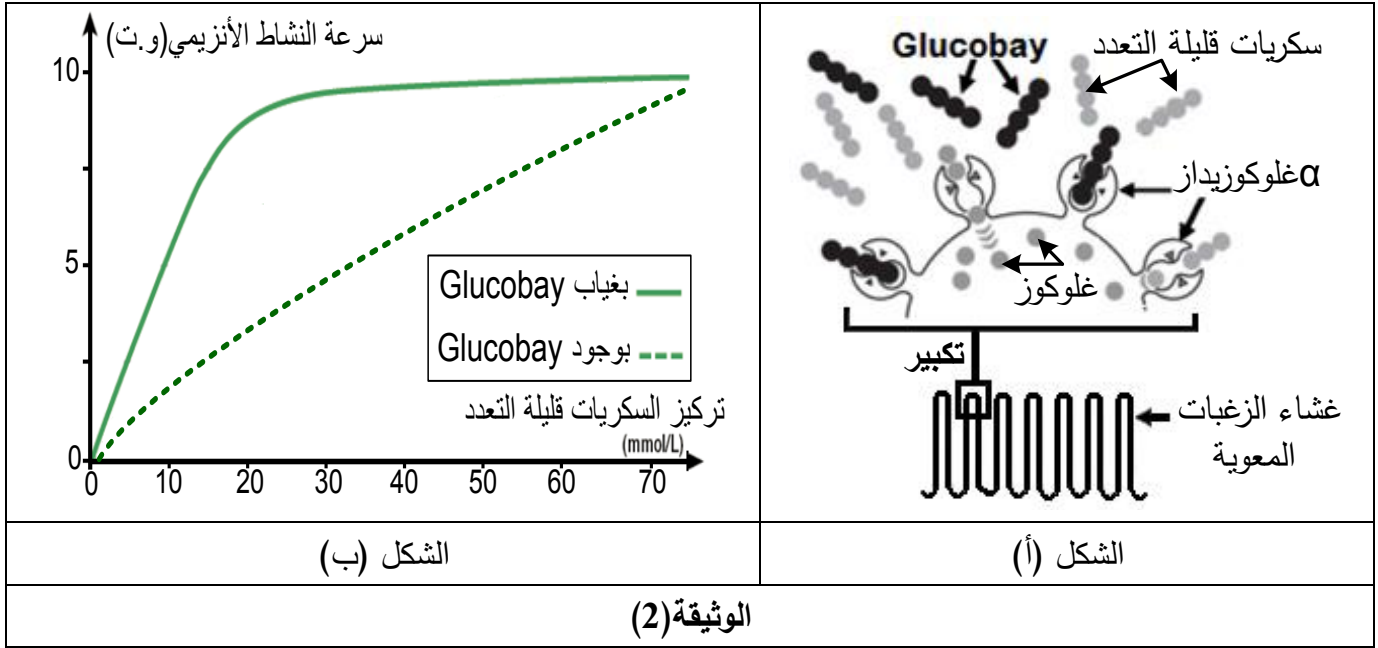 Glucobay
سكريات قليلة التعدد
αغلوكوزيداز
غلوكوز
تكبير
غشاء الزغبات
المعوية
الشكل (أ)
سرعة النشاط الأنزيمي(و.ت)
10
5
0
0 10 20 30 40 50 60 70
بغياب Glucobay
بوجود Glucobay
تركيز السكريات قليلة التعدد
(mmol/L)
الشكل (ب)
الوثيقة(2)